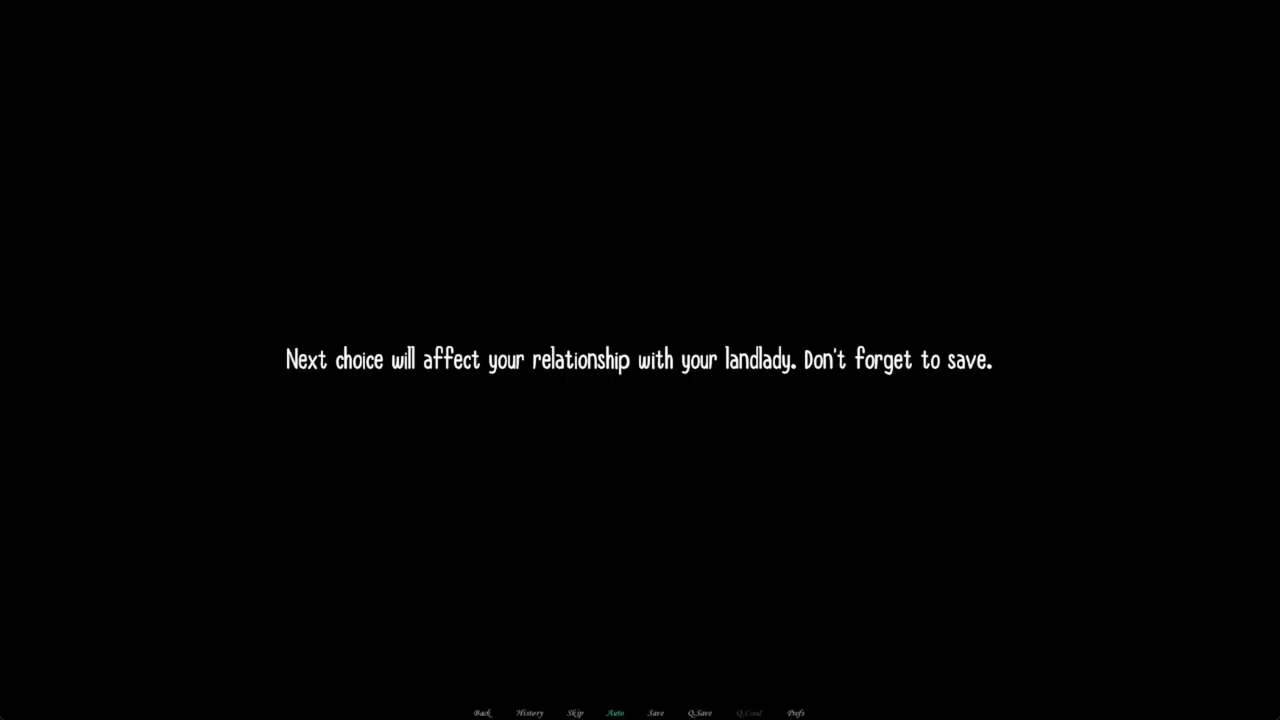 Next choice will affect your relationship with your landlady. Don't forget to save.
Back History Skip Auto Save Q.Save Q.Load Prefs